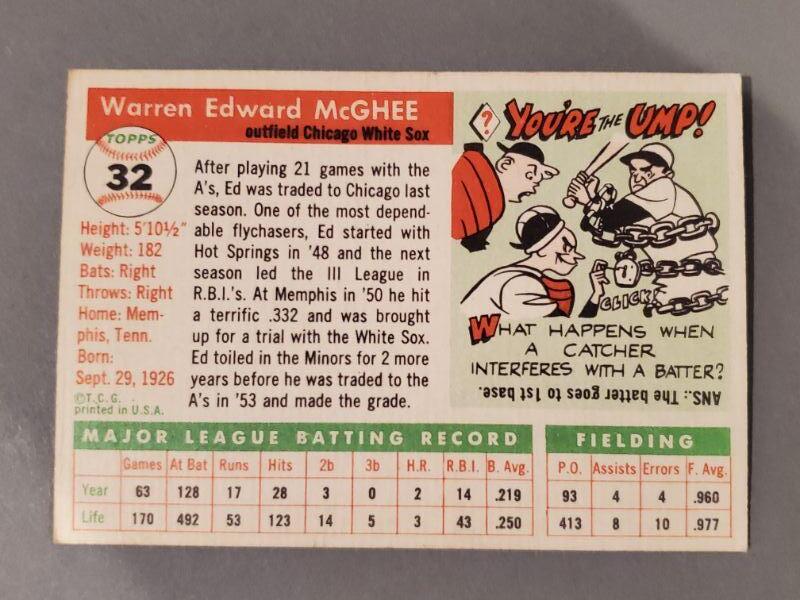 Warren Edward McGHEE
outfield Chicago White Sox
TOPPS
32
Height: 5'10½"
Weight: 182
Bats: Right
Throws: Right
Home: Mem-
phis, Tenn.
Born:
Sept. 29, 1926
©T.C.G.
printed in U.S.A.
After playing 21 games with the
A's, Ed was traded to Chicago last
season. One of the most depend-
able flychasers, Ed started with
Hot Springs in '48 and the next
season led the III League in
R.B.I.'s. At Memphis in '50 he hit
a terrific .332 and was brought
up for a trial with the White Sox.
Ed toiled in the Minors for 2 more
years before he was traded to the
A's in '53 and made the grade.
? YOU'RE THE UMP!
CLICK!
WHAT HAPPENS WHEN
A CATCHER
INTERFERES WITH A BATTER?
ANS.: The batter goes to 1st base.
MAJOR LEAGUE BATTING RECORD
Games At Bat Runs Hits 2b 3b H.R. R.B.I. B. Avg.
Year 63 128 17 28 3 0 2 14 .219
Life 170 492 53 123 14 5 3 43 .250
FIELDING
P.O. Assists Errors F. Avg.
93 4 4 .960
413 8 10 .977